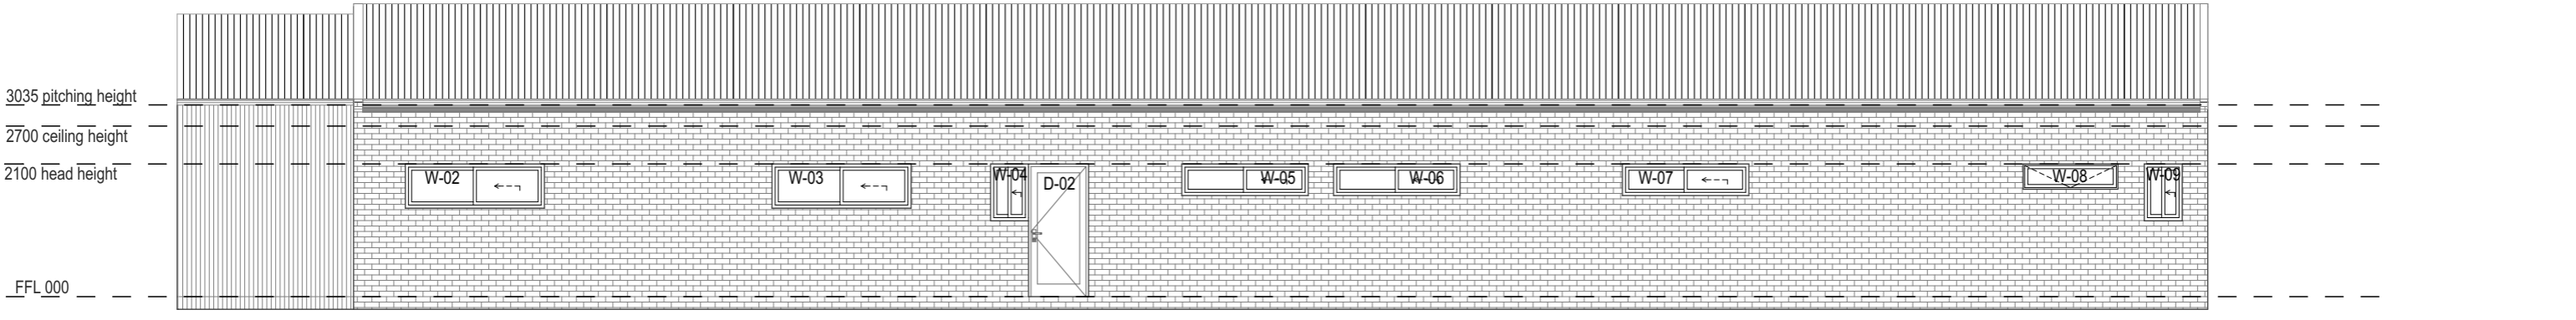 3035 pitching height
2700 ceiling height
2100 head height
W-02
W-03
W-04
D-02
W-05
W-06
W-07
W-08
W-09
FFL 000